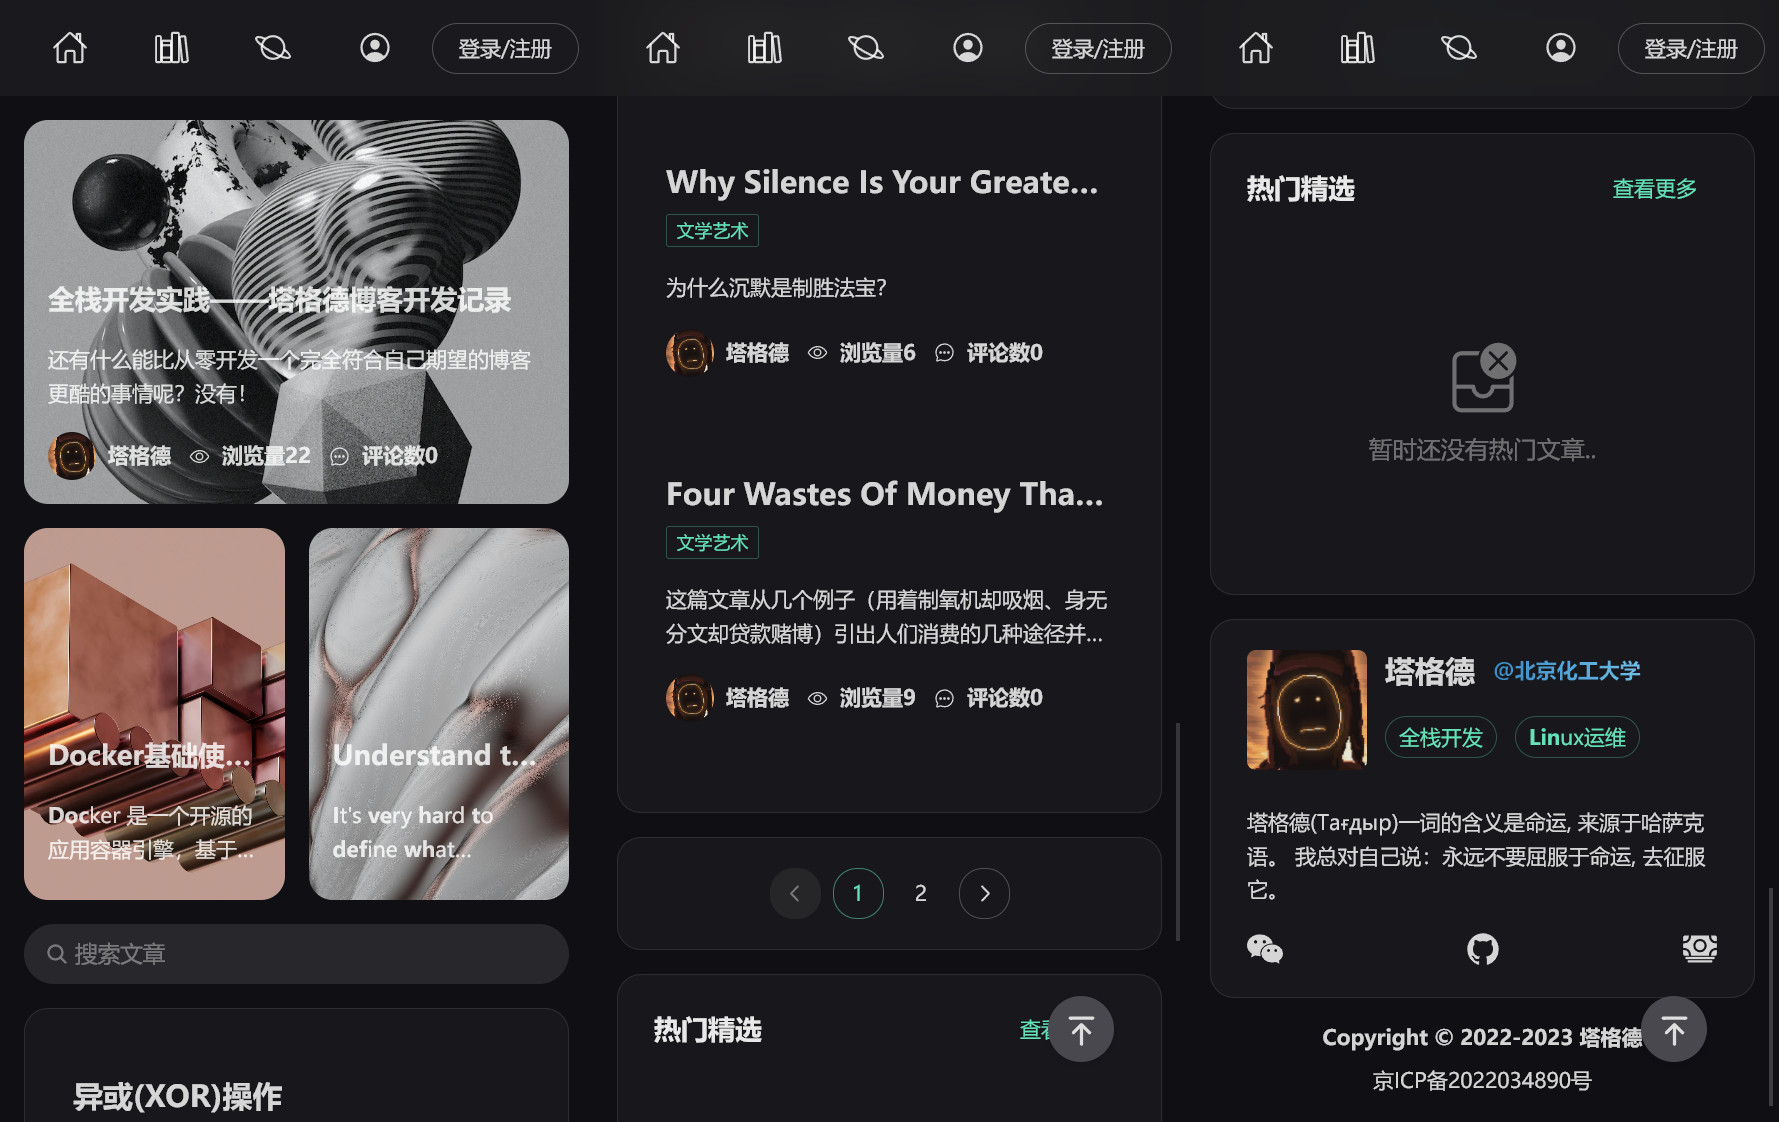 登录/注册
全栈开发实践——塔格德博客开发记录
还有什么能比从零开发一个完全符合自己期望的博客
更酷的事情呢？没有！
塔格德 浏览量22 评论数0
Docker基础使...
Docker 是一个开源的
应用容器引擎，基于...
Understand t...
It's very hard to
define what...
搜索文章
异或(XOR)操作
登录/注册
Why Silence Is Your Greate...
文学艺术
为什么沉默是制胜法宝？
塔格德 浏览量6 评论数0
Four Wastes Of Money Tha...
文学艺术
这篇文章从几个例子（用着制氧机却吸烟、身无
分文却贷款赌博）引出人们消费的几种途径并...
塔格德 浏览量9 评论数0
1 2
热门精选 查
登录/注册
热门精选 查看更多
暂时还没有热门文章..
塔格德 @北京化工大学
全栈开发 Linux运维
塔格德(Тағдыр)一词的含义是命运, 来源于哈萨克
语。 我总对自己说：永远不要屈服于命运, 去征服
它。
Copyright © 2022-2023 塔格德
京ICP备2022034890号